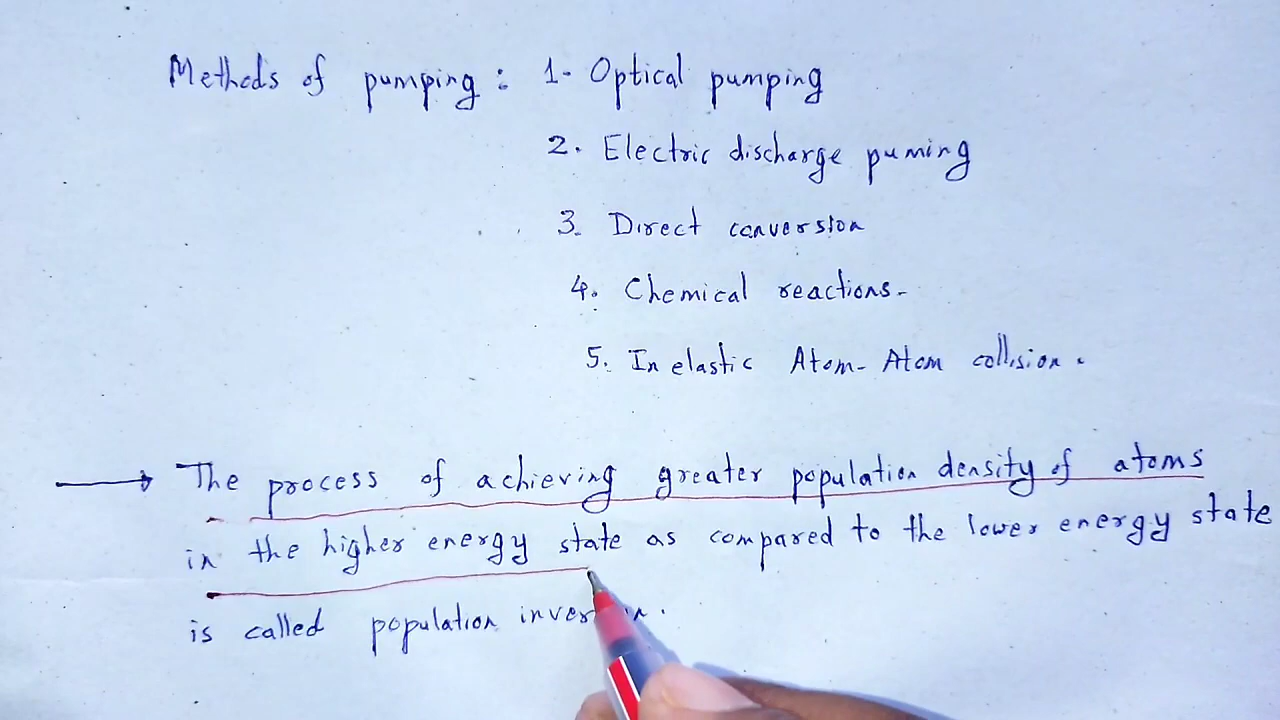 Methods of pumping : 1- Optical pumping
2. Electric discharge puming
3. Direct conversion
4. Chemical reactions-
5. In elastic Atom-Atom collision.
The process of achieving greater population density of atoms
in the higher energy state as compared to the lower energy state
is called population